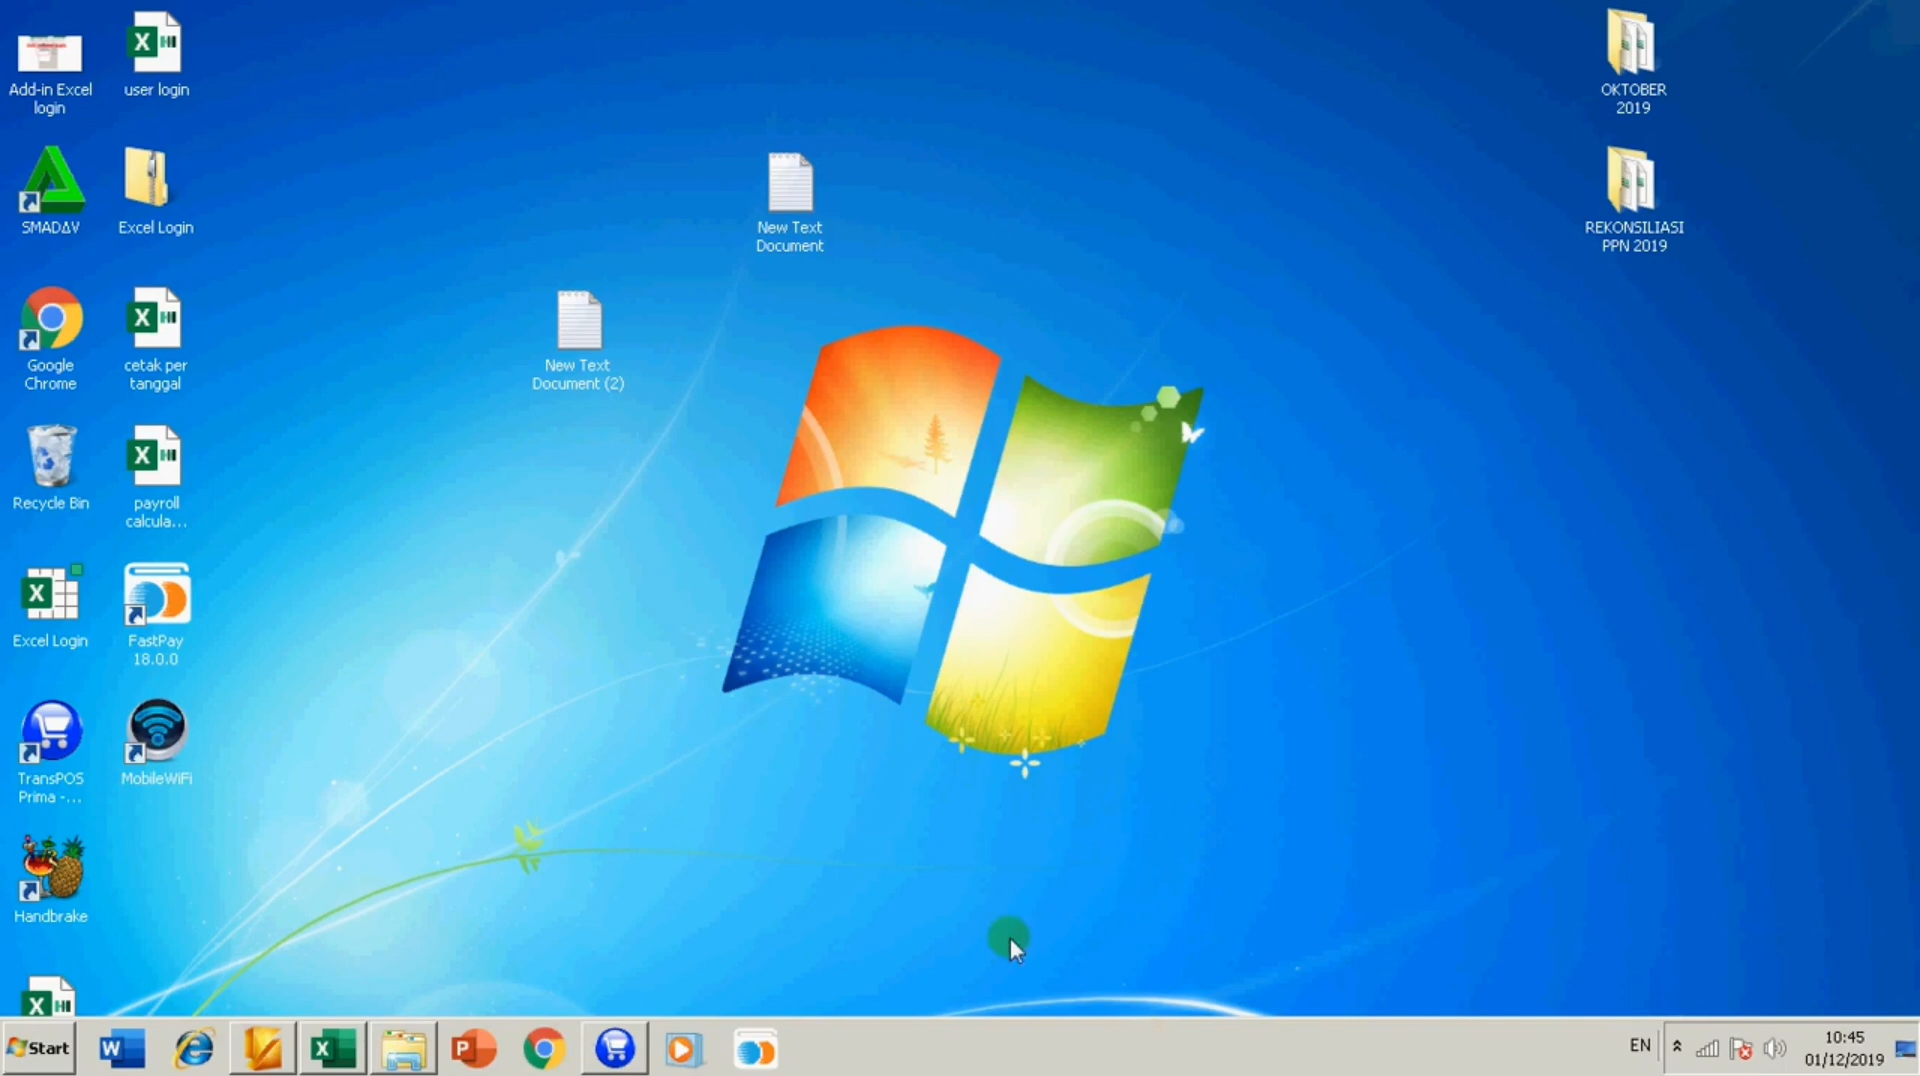 Add-in Excel
login
user login
SMADΔV
Excel Login
Google
Chrome
cetak per
tanggal
Recycle Bin
payroll
calcula...
Excel Login
FastPay
18.0.0
TransPOS
Prima -...
MobileWiFi
Handbrake
New Text
Document
New Text
Document (2)
OKTOBER
2019
REKONSILIASI
PPN 2019
Start
EN
10:45
01/12/2019